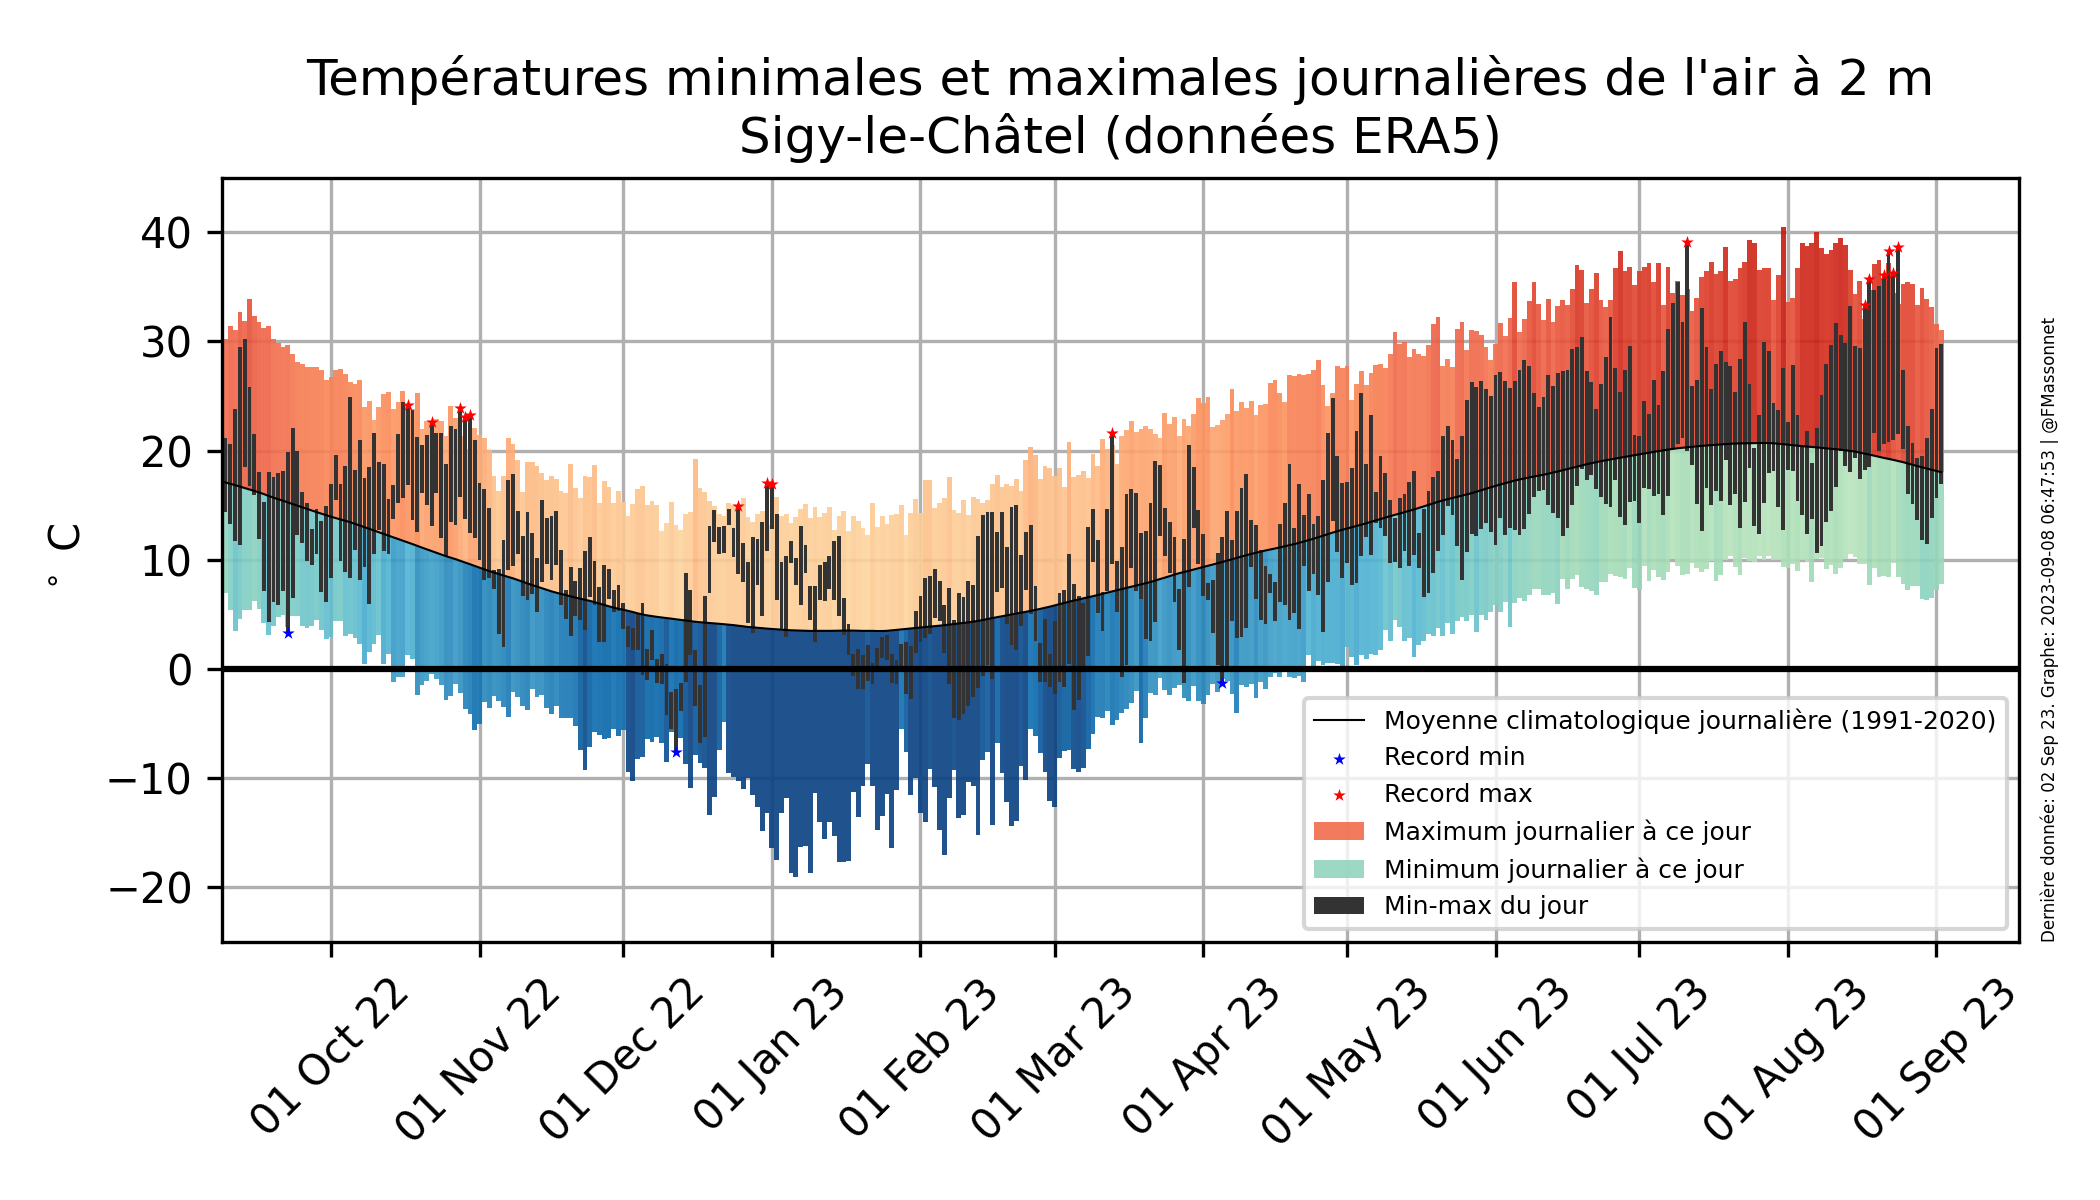 Températures minimales et maximales journalières de l'air à 2 m
Sigy-le-Châtel (données ERA5)
° C
40
30
20
10
0
−10
−20
01 Oct 22
01 Nov 22
01 Dec 22
01 Jan 23
01 Feb 23
01 Mar 23
01 Apr 23
01 May 23
01 Jun 23
01 Jul 23
01 Aug 23
01 Sep 23
Moyenne climatologique journalière (1991-2020)
Record min
Record max
Maximum journalier à ce jour
Minimum journalier à ce jour
Min-max du jour
Dernière donnée: 02 Sep 23. Graphe: 2023-09-08 06:47:53 | @FMassonnet